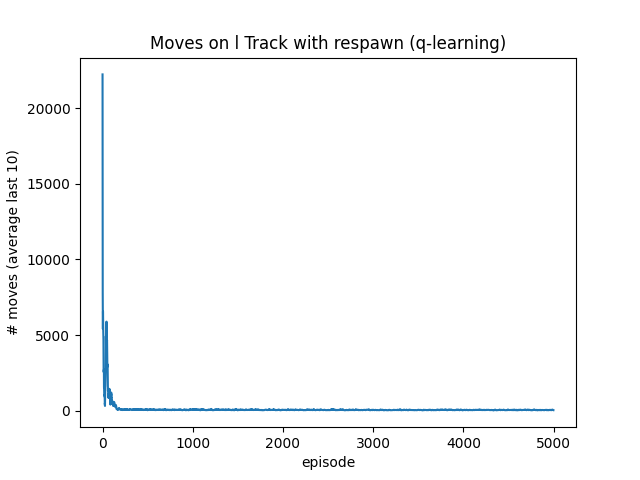 Moves on l Track with respawn (q-learning)
# moves (average last 10)
20000
15000
10000
5000
0
0 1000 2000 3000 4000 5000
episode